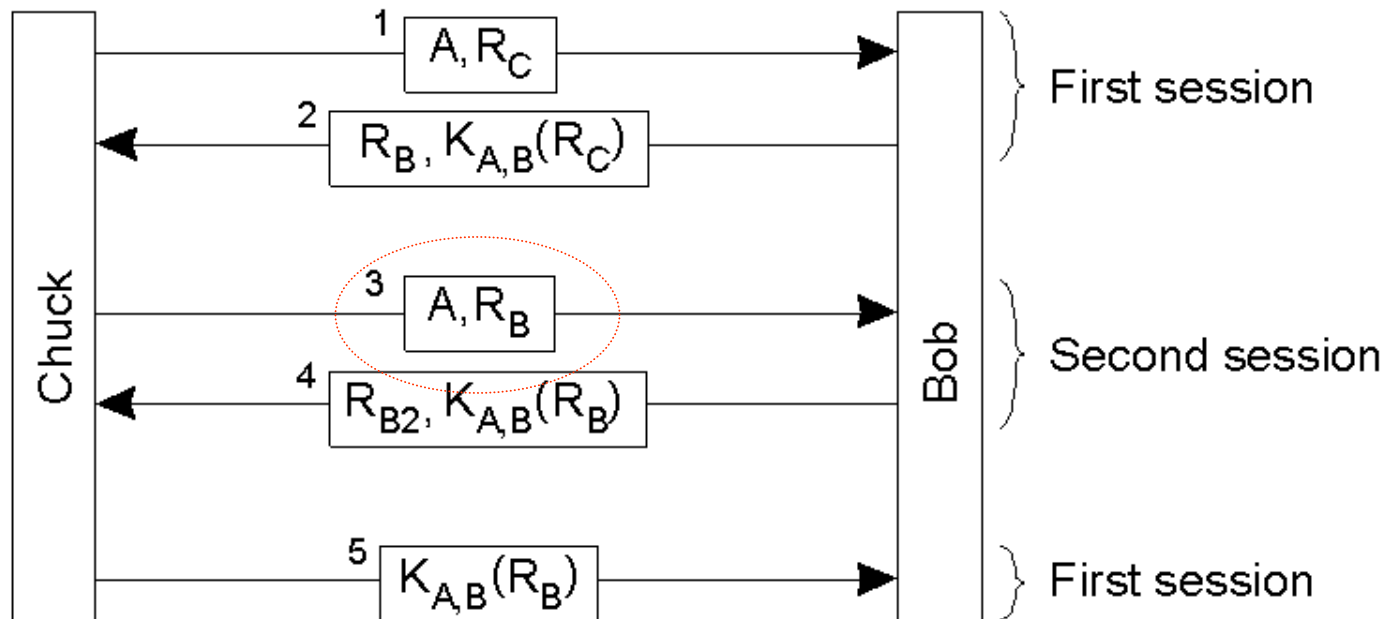 1
A, R_C
First session
2
R_B, K_A,B(R_C)
Chuck
Bob
3
A, R_B
Second session
4
R_B2, K_A,B(R_B)
5
K_A,B(R_B)
First session